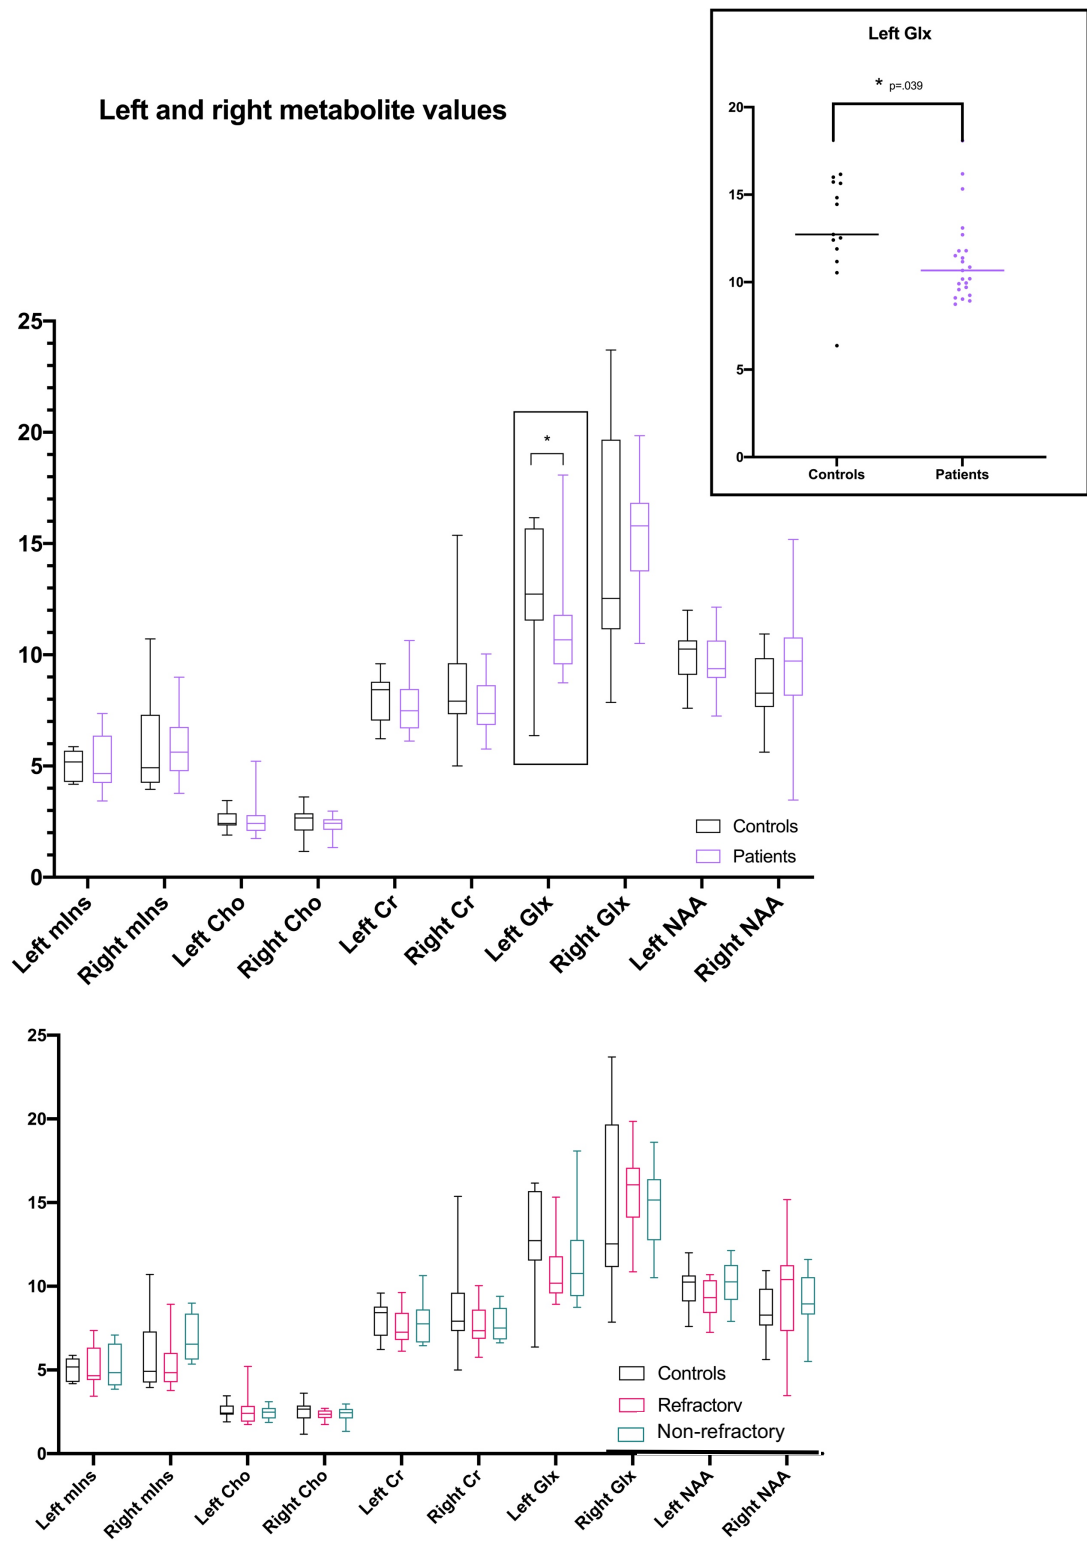 Left Glx
* p=.039
Left and right metabolite values
20
15
10
5
0
Controls
Patients
25
20
15
10
5
0
*
Controls
Patients
Left mIns
Right mIns
Left Cho
Right Cho
Left Cr
Right Cr
Left Glx
Right Glx
Left NAA
Right NAA
25
20
15
10
5
0
Controls
Refractory
Non-refractory
Left mIns
Right mIns
Left Cho
Right Cho
Left Cr
Right Cr
Left Glx
Right Glx
Left NAA
Right NAA